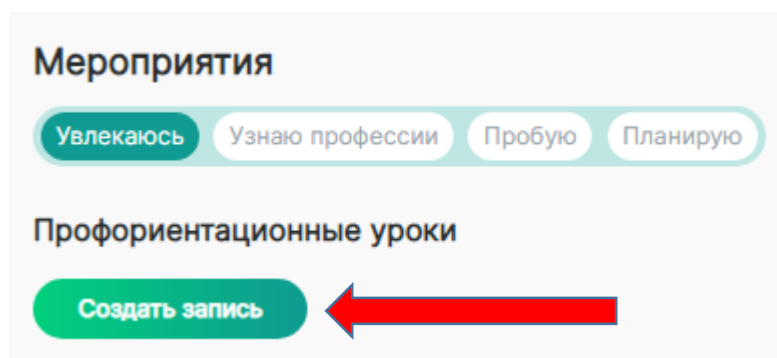 Мероприятия
Увлекаюсь Узнаю профессии Пробую Планирую
Профориентационные уроки
Создать запись